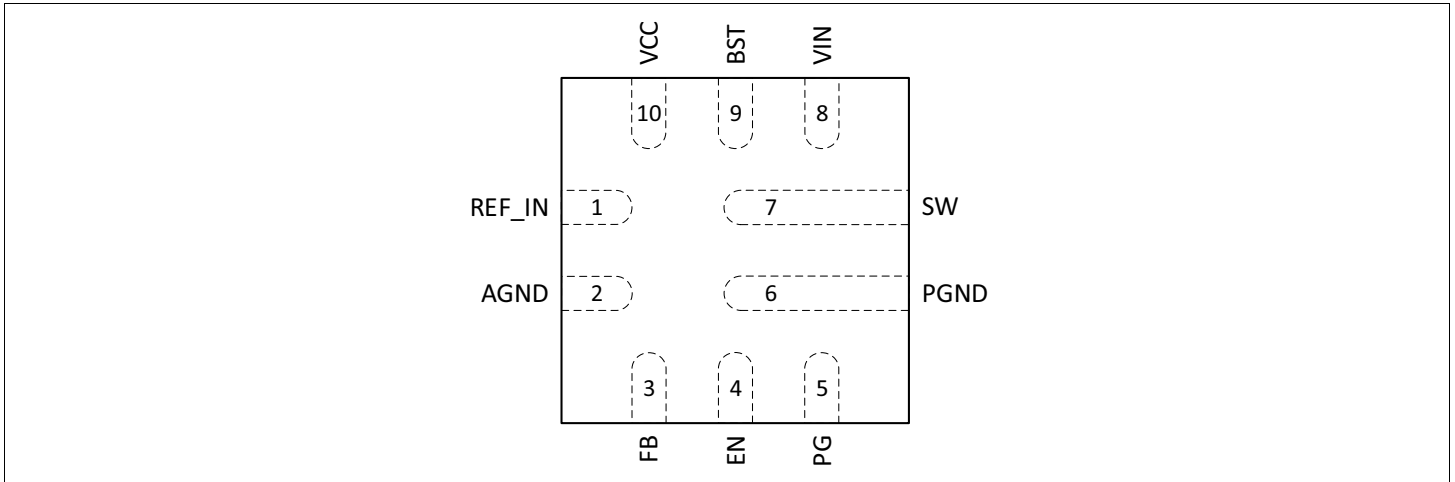 VCC BST VIN
10 9 8
REF_IN 1 7 SW
AGND 2 6 PGND
3 4 5
FB EN PG